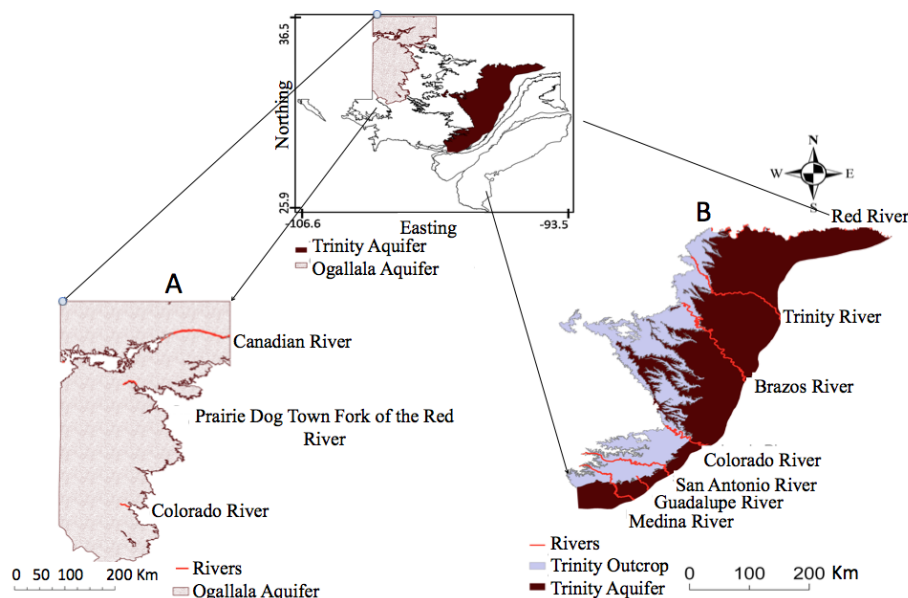 36.5
Northing
25.9
-106.6
Easting
-93.5
Trinity Aquifer
Ogallala Aquifer
N
W
E
S
A
Canadian River
Prairie Dog Town Fork of the Red
River
Colorado River
Rivers
Ogallala Aquifer
0 50 100 200 Km
B
Red River
Trinity River
Brazos River
Colorado River
San Antonio River
Guadalupe River
Medina River
Rivers
Trinity Outcrop
Trinity Aquifer
0 100 200 Km